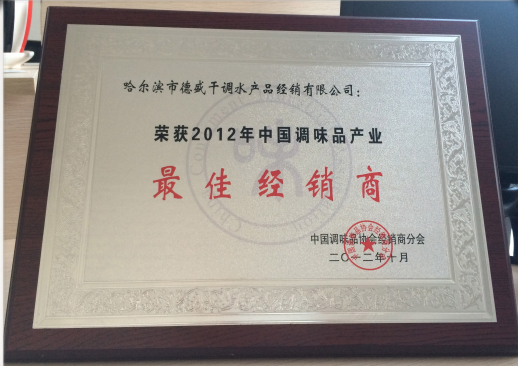 哈尔滨市德盛干调水产品经销有限公司：
荣获2012年中国调味品产业
最佳经销商
中国调味品协会经销商分会
二〇一二年十月